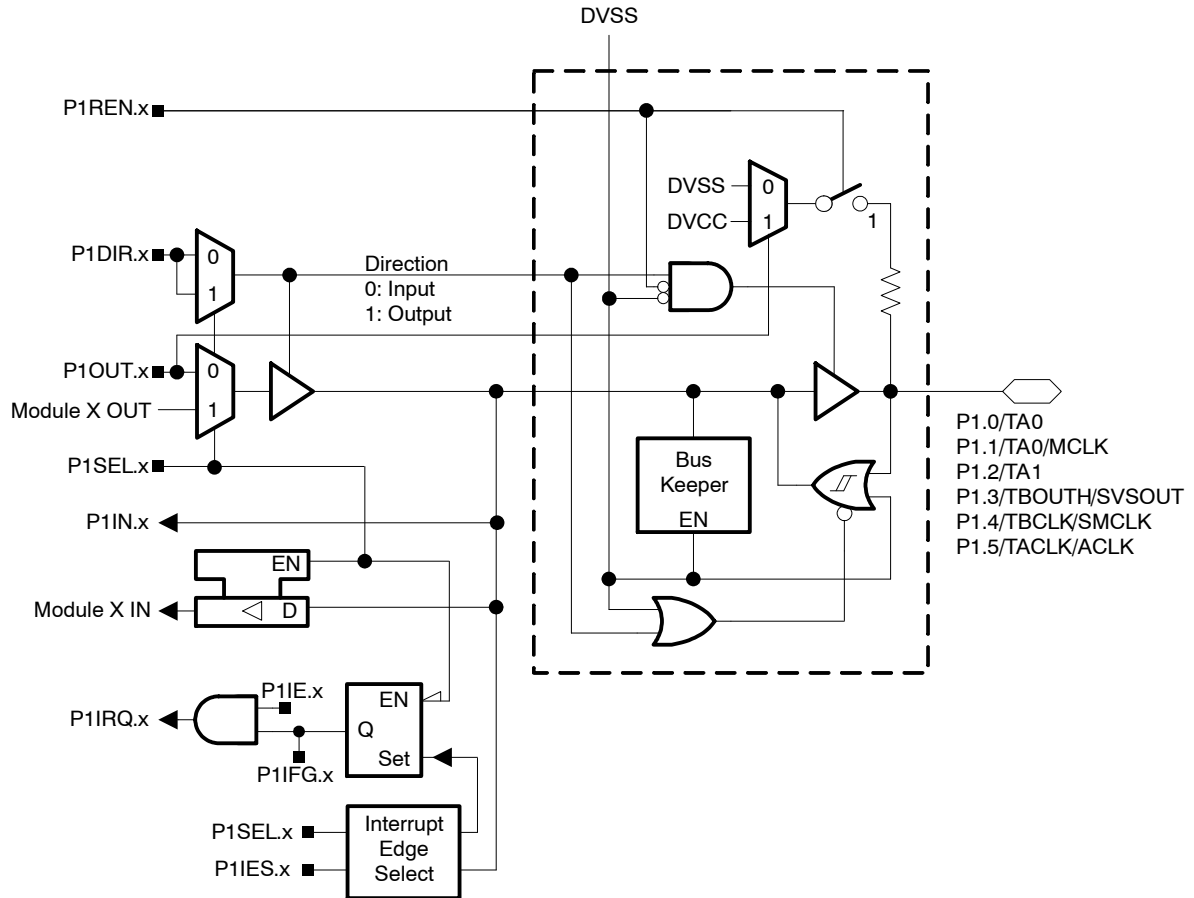 DVSS
P1REN.x
DVSS
0
DVCC
1
1
P1DIR.x
0
1
Direction
0: Input
1: Output
P1OUT.x
0
Module X OUT
1
P1SEL.x
P1IN.x
EN
Module X IN
D
Bus
Keeper
EN
P1.0/TA0
P1.1/TA0/MCLK
P1.2/TA1
P1.3/TBOUTH/SVSOUT
P1.4/TBCLK/SMCLK
P1.5/TACLK/ACLK
P1IE.x
P1IRQ.x
P1IFG.x
EN
Q
Set
P1SEL.x
P1IES.x
Interrupt
Edge
Select